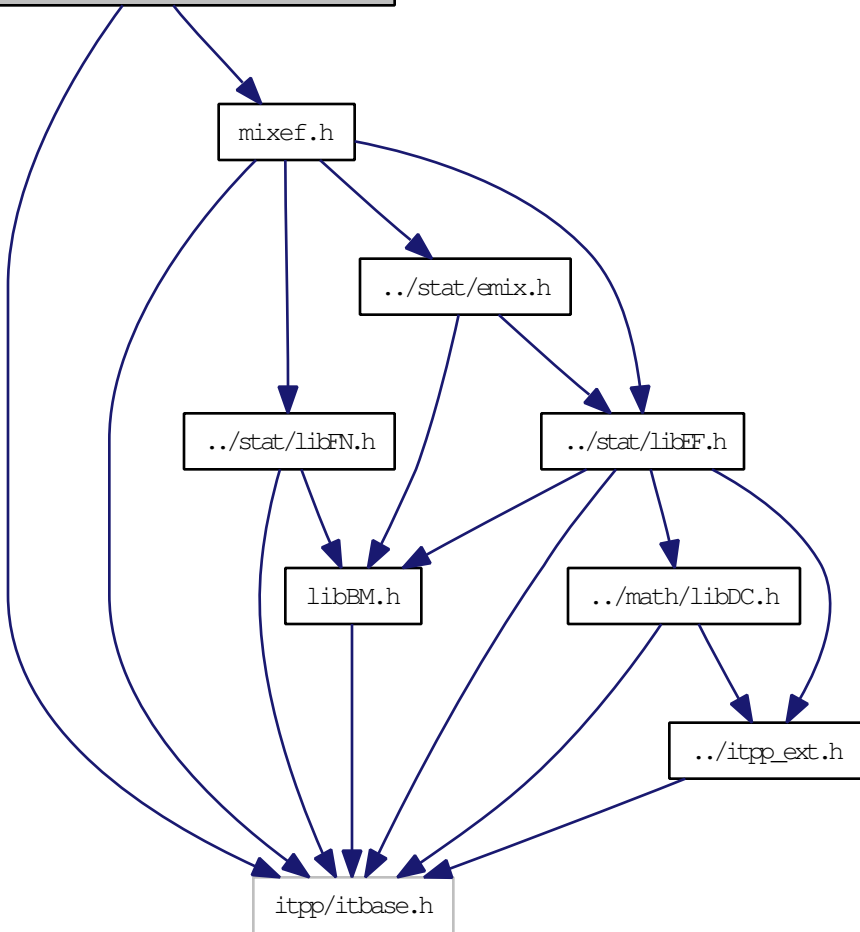 mixef.h
../stat/emix.h
../stat/libFN.h
../stat/libEF.h
libBM.h
../math/libDC.h
../itpp_ext.h
itpp/itbase.h